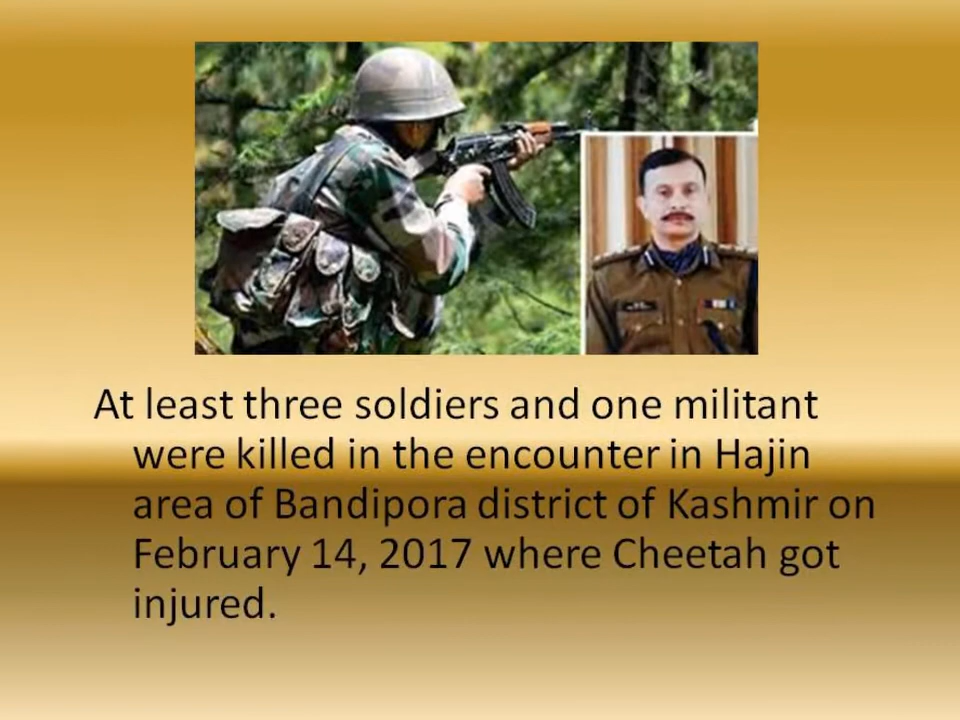 At least three soldiers and one militant
were killed in the encounter in Hajin
area of Bandipora district of Kashmir on
February 14, 2017 where Cheetah got
injured.